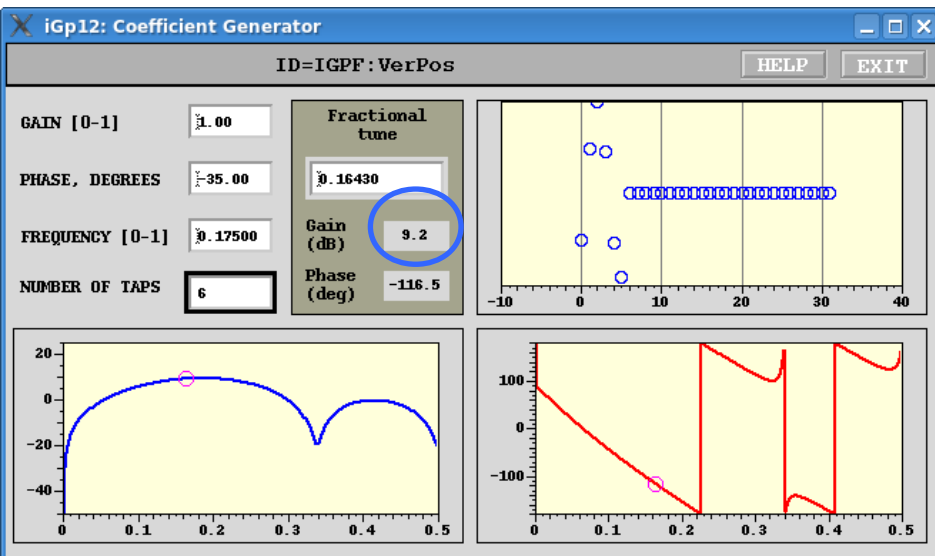 iGp12: Coefficient Generator
ID=IGPF:VerPos
HELP
EXIT
GAIN [0-1]
1.00
PHASE, DEGREES
-35.00
FREQUENCY [0-1]
0.17500
NUMBER OF TAPS
6
Fractional
tune
0.16430
Gain
(dB)
9.2
Phase
(deg)
-116.5
-10 0 10 20 30 40
20
0
-20
-40
0 0.1 0.2 0.3 0.4 0.5
100
0
-100
0 0.1 0.2 0.3 0.4 0.5